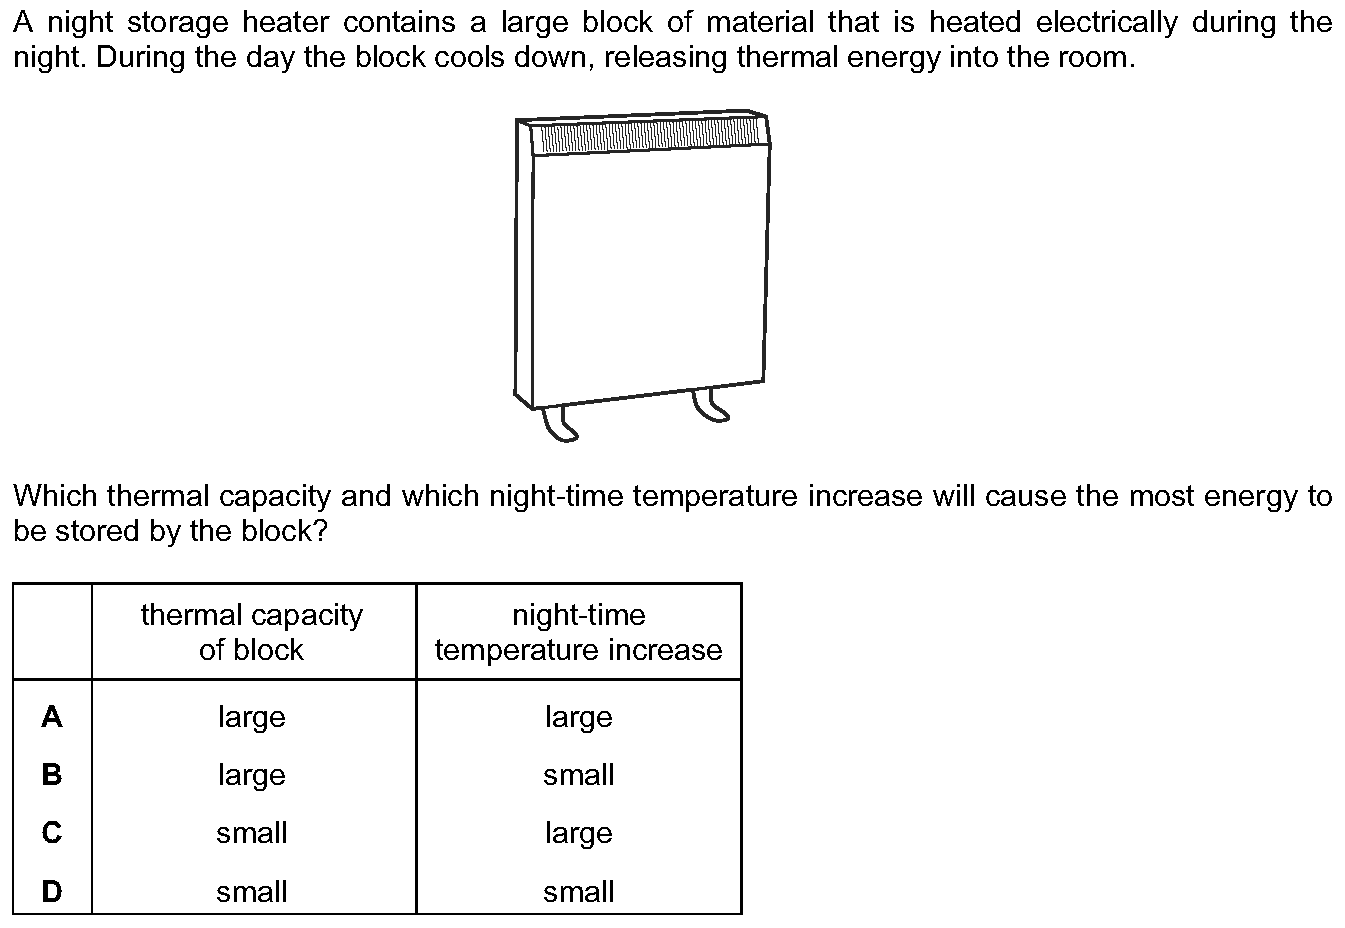 A night storage heater contains a large block of material that is heated electrically during the
night. During the day the block cools down, releasing thermal energy into the room.
Which thermal capacity and which night-time temperature increase will cause the most energy to
be stored by the block?
thermal capacity of block night-time temperature increase
A large large
B large small
C small large
D small small